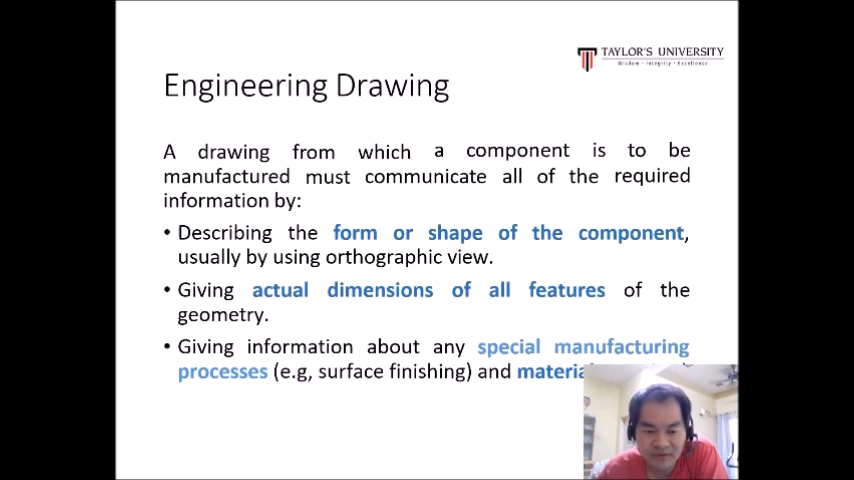 TAYLOR'S UNIVERSITY
Wisdom · Integrity · Excellence
Engineering Drawing
A drawing from which a component is to be
manufactured must communicate all of the required
information by:
• Describing the form or shape of the component,
usually by using orthographic view.
• Giving actual dimensions of all features of the
geometry.
• Giving information about any special manufacturing
processes (e.g, surface finishing) and